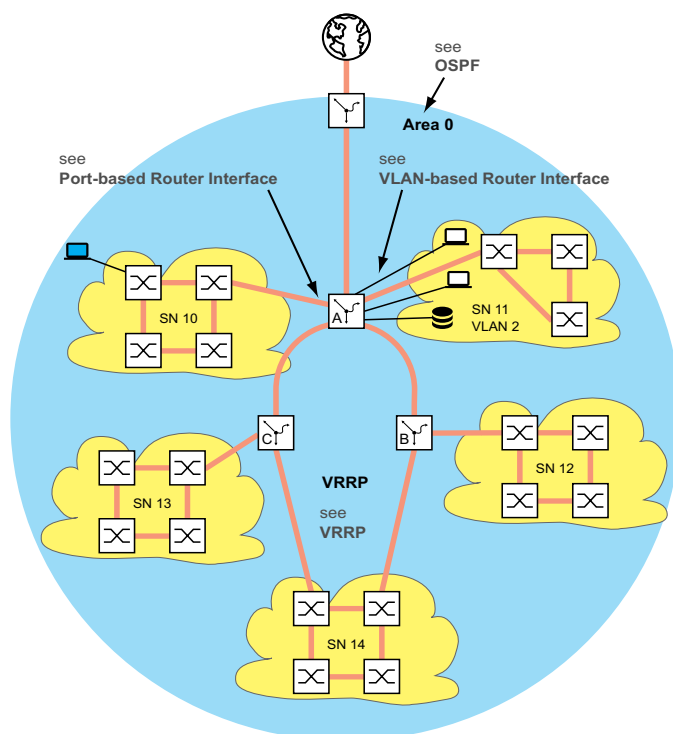 see
OSPF
Area 0
see
Port-based Router Interface
see
VLAN-based Router Interface
SN 10
A
SN 11
VLAN 2
C
B
SN 13
VRRP
SN 12
see
VRRP
SN 14